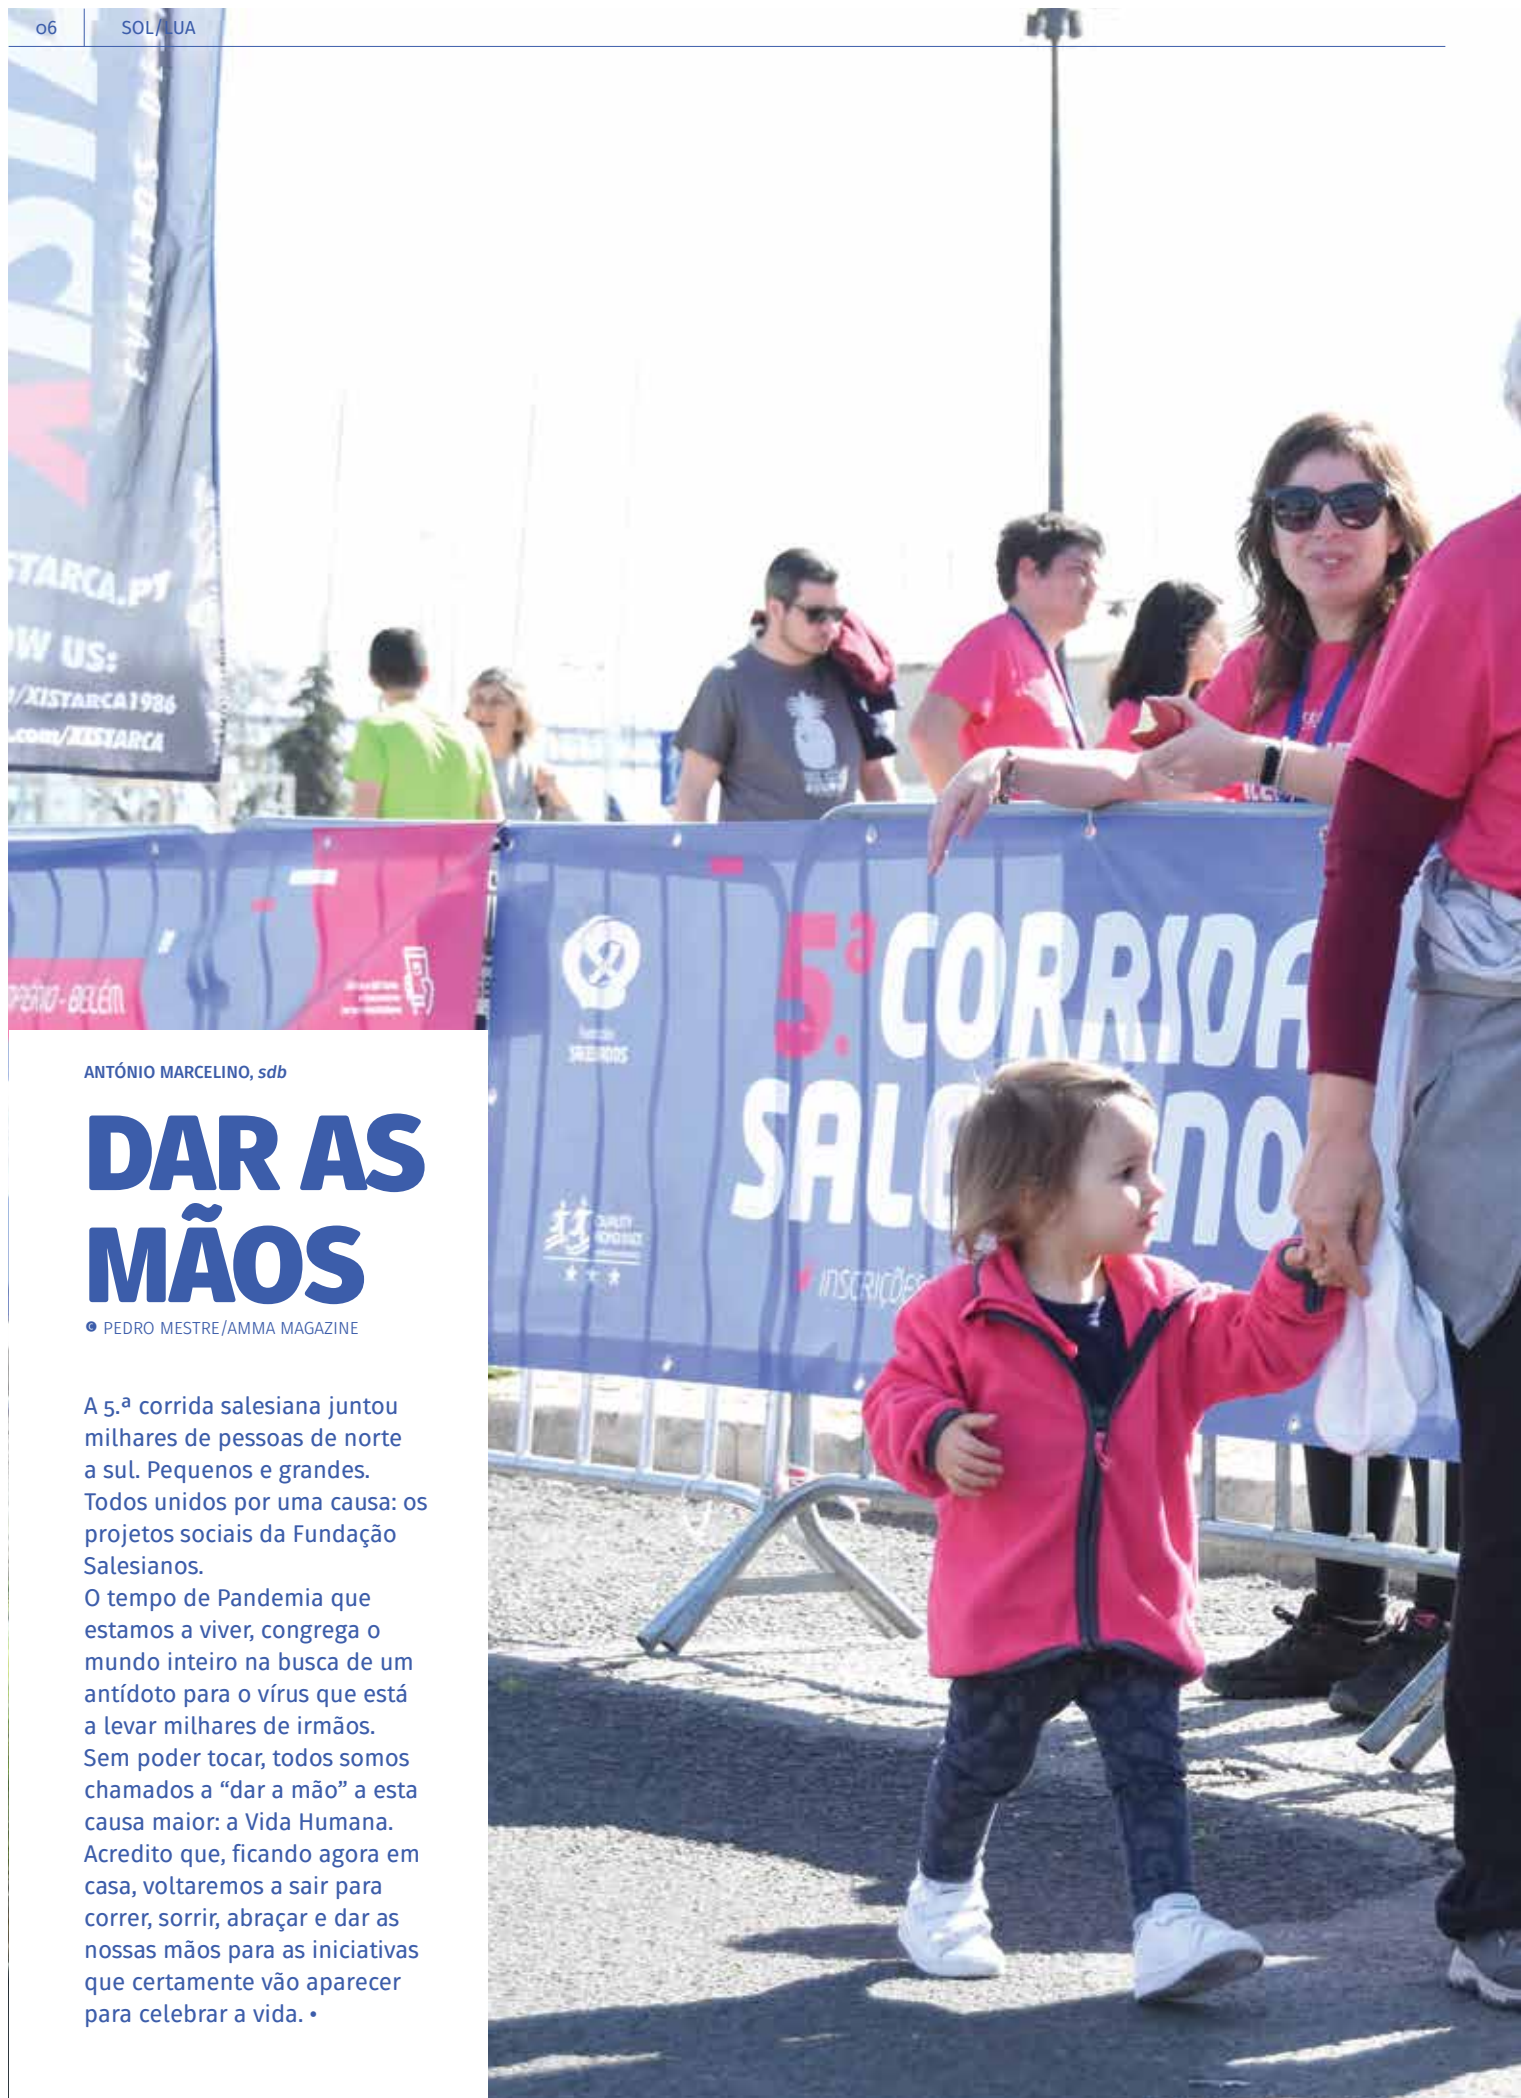 06
SOL/LUA
EVENTOS
STARCA.PT
OW US:
/XISTARCA1986
.com/XISTARCA
- BELÉM
SALESIANOS
5.ª CORRIDA
SALE NO
QUALITY
INSCRIÇÕES
ANTÓNIO MARCELINO, sdb
DAR AS
MÃOS
PEDRO MESTRE/AMMA MAGAZINE
A 5.ª corrida salesiana juntou
milhares de pessoas de norte
a sul. Pequenos e grandes.
Todos unidos por uma causa: os
projetos sociais da Fundação
Salesianos.
O tempo de Pandemia que
estamos a viver, congrega o
mundo inteiro na busca de um
antídoto para o vírus que está
a levar milhares de irmãos.
Sem poder tocar, todos somos
chamados a “dar a mão” a esta
causa maior: a Vida Humana.
Acredito que, ficando agora em
casa, voltaremos a sair para
correr, sorrir, abraçar e dar as
nossas mãos para as iniciativas
que certamente vão aparecer
para celebrar a vida. •